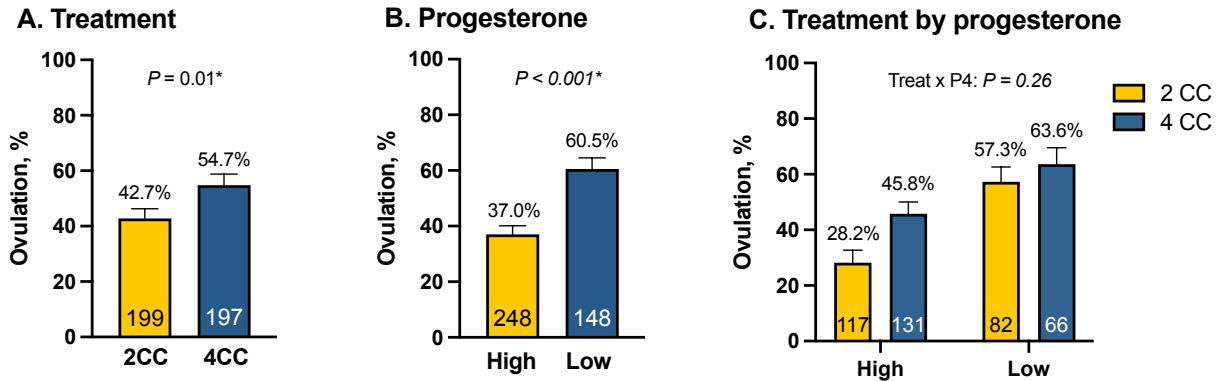 A. Treatment
P = 0.01*
Ovulation, %
100
80
60
40
20
0
42.7%
54.7%
199
197
2CC
4CC
B. Progesterone
P < 0.001*
100
80
60
40
20
0
37.0%
60.5%
248
148
High
Low
C. Treatment by progesterone
Treat x P4: P = 0.26
Ovulation, %
100
80
60
40
20
0
28.2%
45.8%
57.3%
63.6%
117
131
82
66
High
Low
2 CC
4 CC